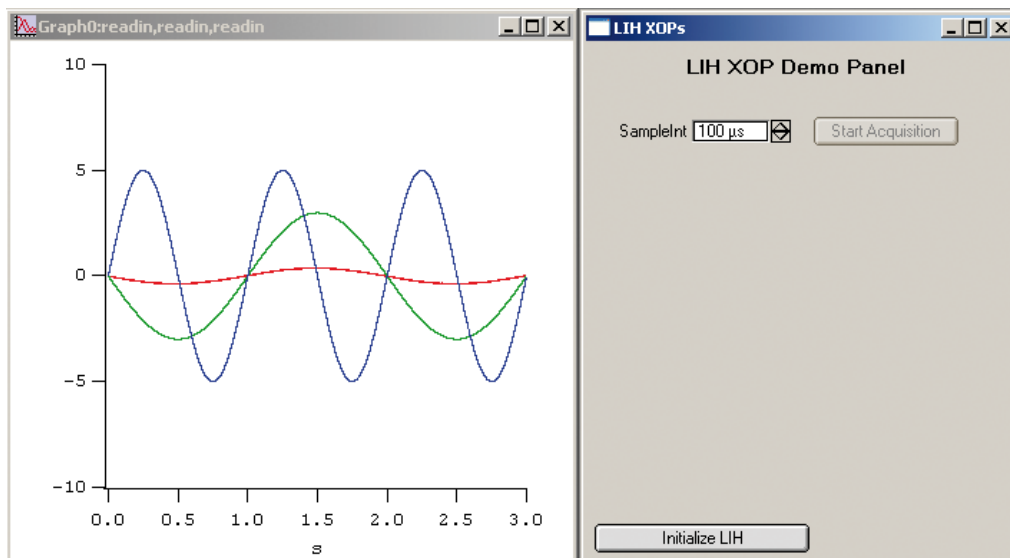 Graph0:readin,readin,readin
10
5
0
-5
-10
0.0 0.5 1.0 1.5 2.0 2.5 3.0
s
LIH XOPs
LIH XOP Demo Panel
SampleInt 100 µs Start Acquisition
Initialize LIH